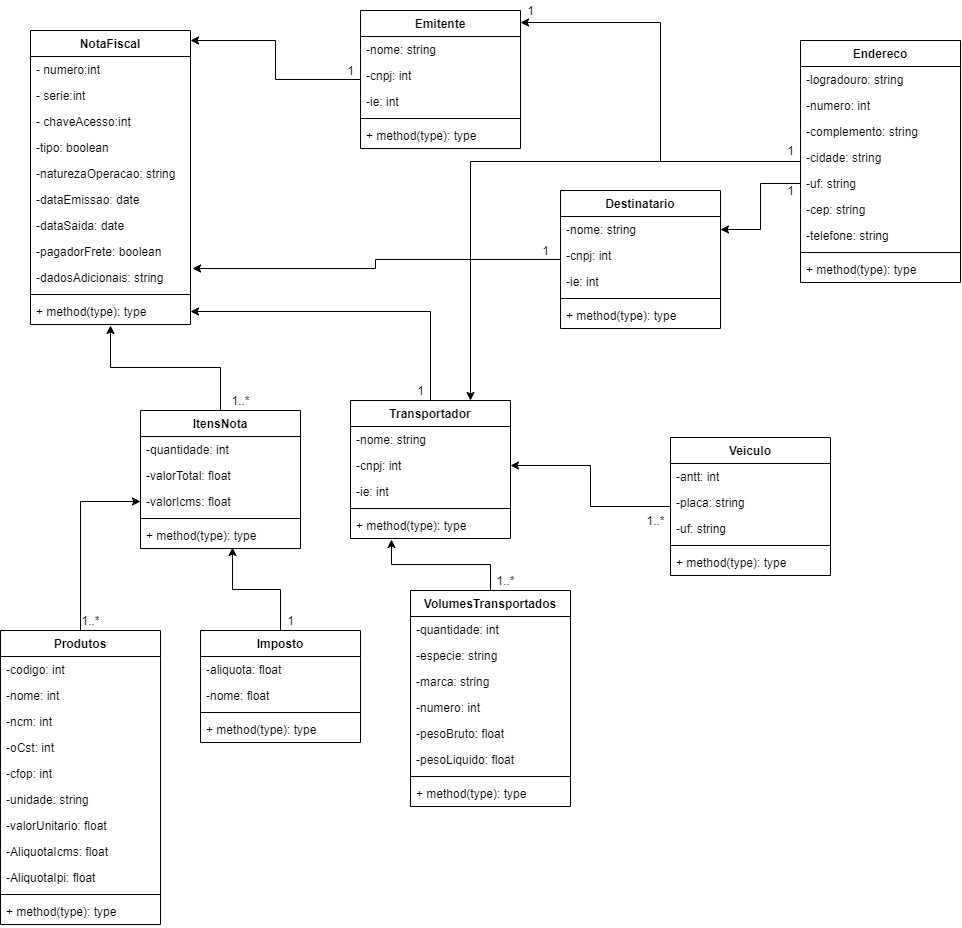 NotaFiscal
- numero:int
- serie:int
- chaveAcesso:int
-tipo: boolean
-naturezaOperacao: string
-dataEmissao: date
-dataSaida: date
-pagadorFrete: boolean
-dadosAdicionais: string
+ method(type): type
Emitente
-nome: string
-cnpj: int
-ie: int
+ method(type): type
1
1
Endereco
-logradouro: string
-numero: int
-complemento: string
-cidade: string
-uf: string
-cep: string
-telefone: string
+ method(type): type
1
1
Destinatario
-nome: string
-cnpj: int
-ie: int
+ method(type): type
1
1
1..*
ItensNota
-quantidade: int
-valorTotal: float
-valorIcms: float
+ method(type): type
Transportador
-nome: string
-cnpj: int
-ie: int
+ method(type): type
Veiculo
-antt: int
-placa: string
-uf: string
+ method(type): type
1..*
1..*
1
1..*
Produtos
-codigo: int
-nome: int
-ncm: int
-oCst: int
-cfop: int
-unidade: string
-valorUnitario: float
-AliquotaIcms: float
-AliquotaIpi: float
+ method(type): type
Imposto
-aliquota: float
-nome: float
+ method(type): type
VolumesTransportados
-quantidade: int
-especie: string
-marca: string
-numero: int
-pesoBruto: float
-pesoLiquido: float
+ method(type): type